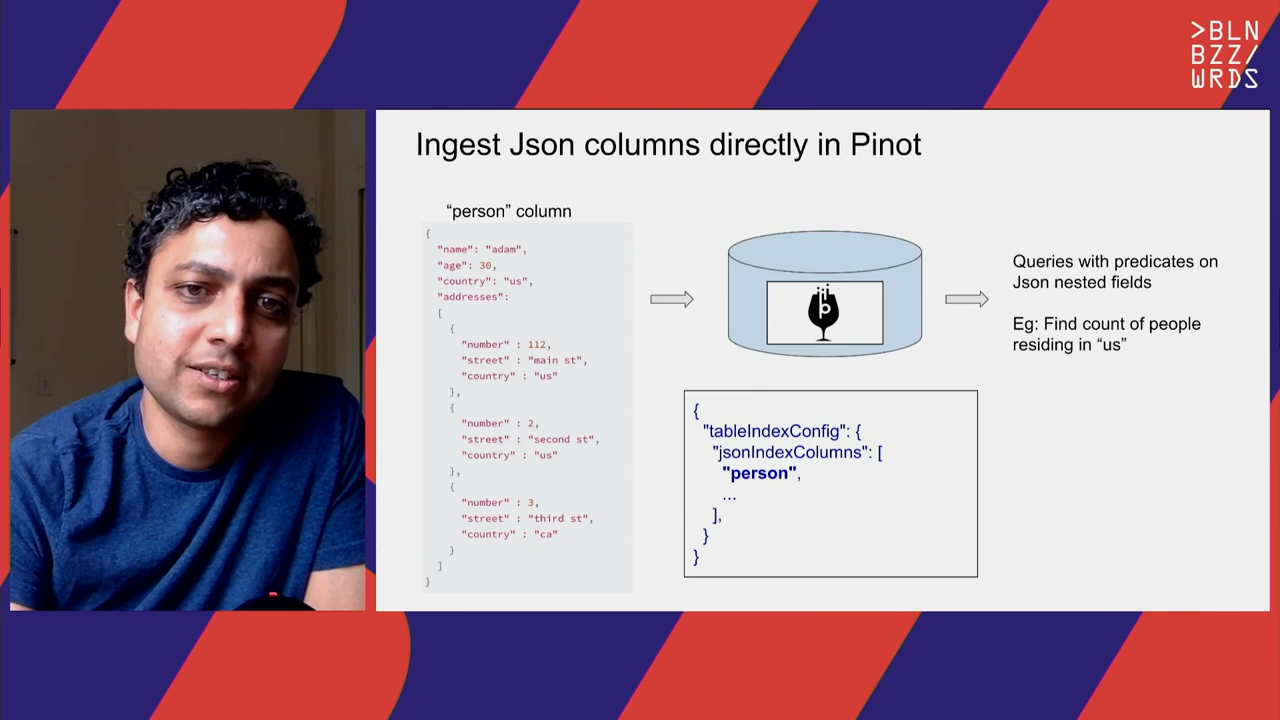 >BLN
BZZ/
WRDS
Ingest Json columns directly in Pinot
“person” column
{
"name": "adam",
"age": 30,
"country": "us",
"addresses":
[
{
"number" : 112,
"street" : "main st",
"country" : "us"
},
{
"number" : 2,
"street" : "second st",
"country" : "us"
},
{
"number" : 3,
"street" : "third st",
"country" : "ca"
}
]
}
p
Queries with predicates on
Json nested fields
Eg: Find count of people
residing in “us”
{
"tableIndexConfig": {
"jsonIndexColumns": [
"person",
...
],
}
}